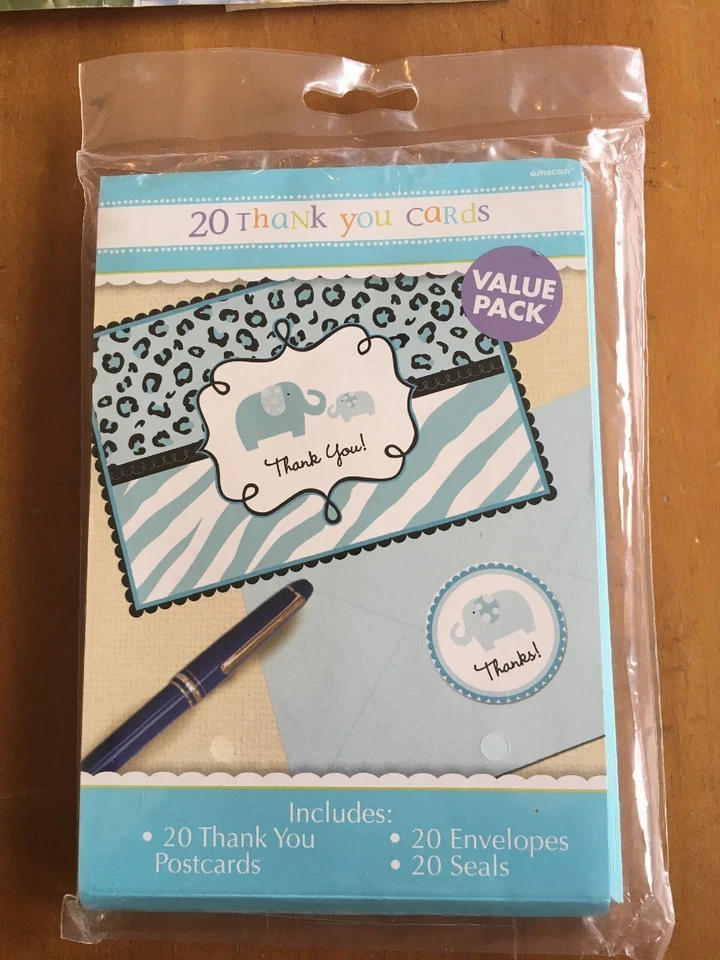 amscan
20 Thank you cards
VALUE
PACK
Thank You!
Thanks!
Includes:
• 20 Thank You
Postcards
• 20 Envelopes
• 20 Seals